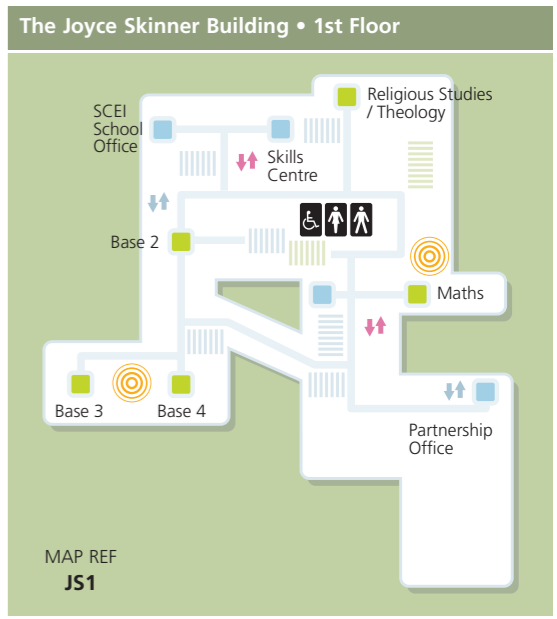 The Joyce Skinner Building • 1st Floor
Religious Studies
/ Theology
SCEI
School
Office
Skills
Centre
Base 2
Maths
Base 3
Base 4
Partnership
Office
MAP REF
JS1